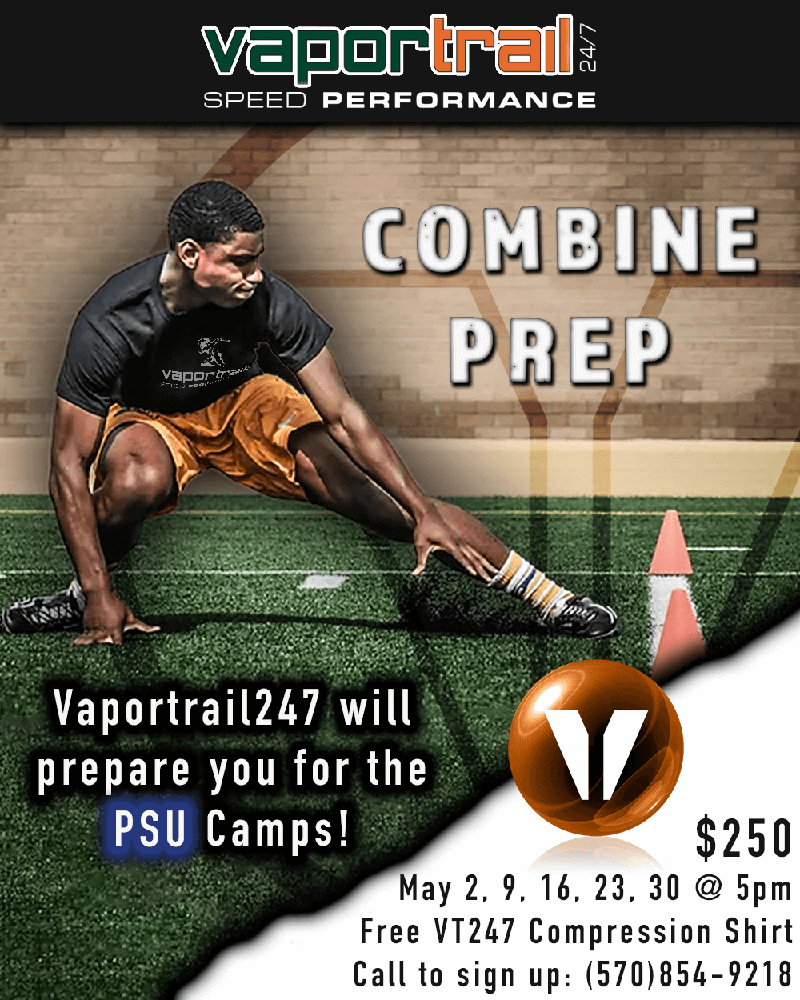 vaportrail 24/7
SPEED PERFORMANCE
COMBINE
PREP
vaportrail
Vaportrail247 will
prepare you for the
PSU Camps!
$250
May 2, 9, 16, 23, 30 @ 5pm
Free VT247 Compression Shirt
Call to sign up: (570)854-9218